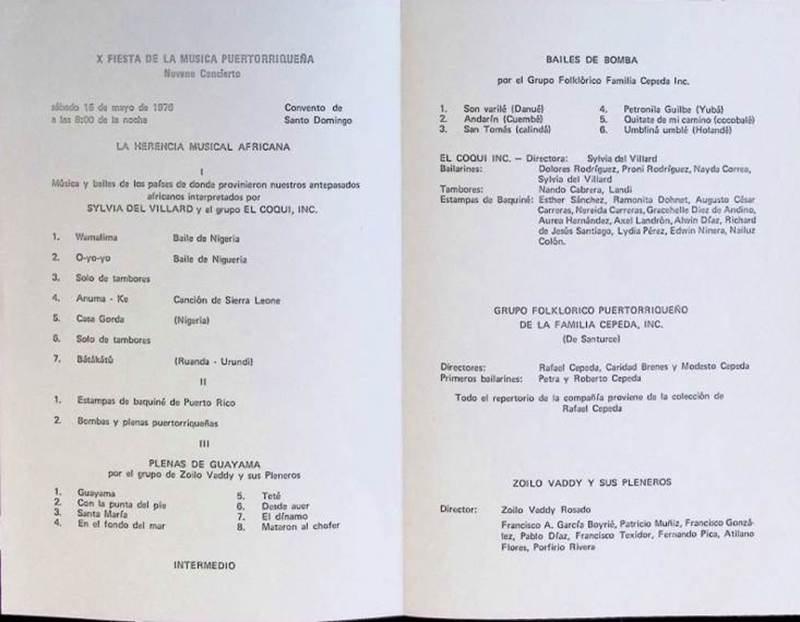 X FIESTA DE LA MUSICA PUERTORRIQUEÑA
Noveno Concierto
sábado 15 de mayo de 1976
a las 8:00 de la noche
Convento de
Santo Domingo
LA HERENCIA MUSICAL AFRICANA
I
Música y bailes de los países de donde provinieron nuestros antepasados
africanos interpretados por
SYLVIA DEL VILLARD y el grupo EL COQUI, INC.
1. Wamalima Baile de Nigeria
2. O-yo-yo Baile de Nigueria
3. Solo de tambores
4. Anuma - Ke Canción de Sierra Leone
5. Casa Gorda (Nigeria)
6. Solo de tambores
7. Bátákátú (Ruanda - Urundi)
II
1. Estampas de baquiné de Puerto Rico
2. Bombas y plenas puertorriqueñas
III
PLENAS DE GUAYAMA
por el grupo de Zoilo Vaddy y sus Pleneros
1. Guayama
2. Con la punta del pie
3. Santa María
4. En el fondo del mar
5. Teté
6. Desde auer
7. El dínamo
8. Mataron al chofer
INTERMEDIO
BAILES DE BOMBA
por el Grupo Folklórico Familia Cepeda Inc.
1. Son varilé (Danué)
2. Andarín (Cuembé)
3. San Tomás (calindá)
4. Petronila Guilbe (Yubá)
5. Quitate de mi camino (cocobalé)
6. Umbliná umblé (Holandé)
EL COQUI INC. — Directora: Sylvia del Villard
Bailarines: Dolores Rodríguez, Proni Rodríguez, Nayda Correa,
Sylvia del Villard
Tambores: Nando Cabrera, Landi
Estampas de Baquiné: Esther Sánchez, Ramonita Dohnet, Augusto César
Carreras, Nereida Carreras, Gracehelle Diez de Andino,
Aurea Hernández, Axel Landrón, Alwin Díaz, Richard
de Jesús Santiago, Lydia Pérez, Edwin Ninera, Nailuz
Colón.
GRUPO FOLKLORICO PUERTORRIQUEÑO
DE LA FAMILIA CEPEDA, INC.
(De Santurce)
Directores: Rafael Cepeda, Caridad Brenes y Modesto Cepeda
Primeros bailarines: Petra y Roberto Cepeda
Todo el repertorio de la compañía proviene de la colección de
Rafael Cepeda
ZOILO VADDY Y SUS PLENEROS
Director: Zoilo Vaddy Rosado
Francisco A. García Boyrié, Patricio Muñiz, Francisco Gonzá-
lez, Pablo Díaz, Francisco Texidor, Fernando Pica, Atilano
Flores, Porfirio Rivera